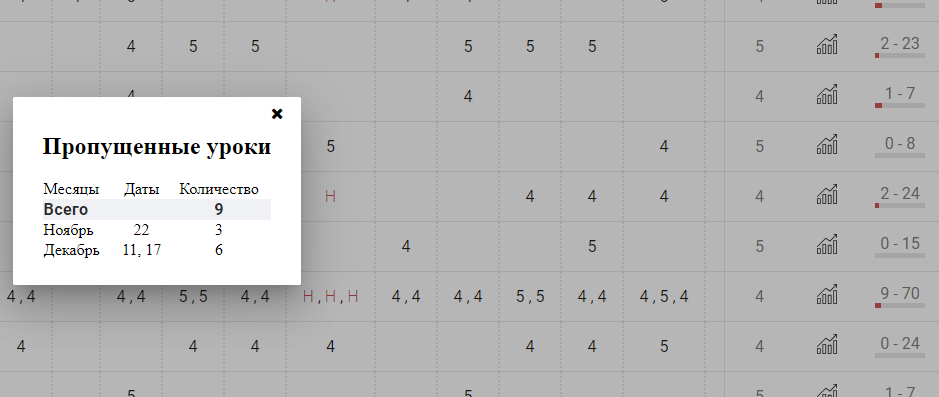 4
4 5 5 5 5 5 5 2 - 23
4 4 4 1 - 7
✖
Пропущенные уроки
5 4 5 0 - 8
Месяцы Даты Количество
Всего 9
Н 4 4 4 4 2 - 24
Ноябрь 22 3
Декабрь 11, 17 6
4 5 5 0 - 15
4 , 4 4 , 4 5 , 5 4 , 4 Н , Н , Н 4 , 4 4 , 4 5 , 5 4 , 4 4 , 5 , 4 4 9 - 70
4 4 4 4 4 4 5 4 0 - 24
5 5 5 1 - 7